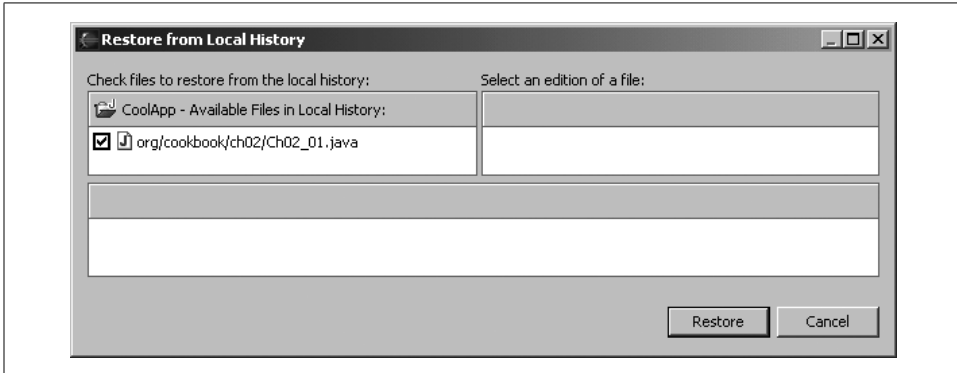 Restore from Local History
Check files to restore from the local history:
Select an edition of a file:
CoolApp - Available Files in Local History:
org/cookbook/ch02/Ch02_01.java
Restore
Cancel